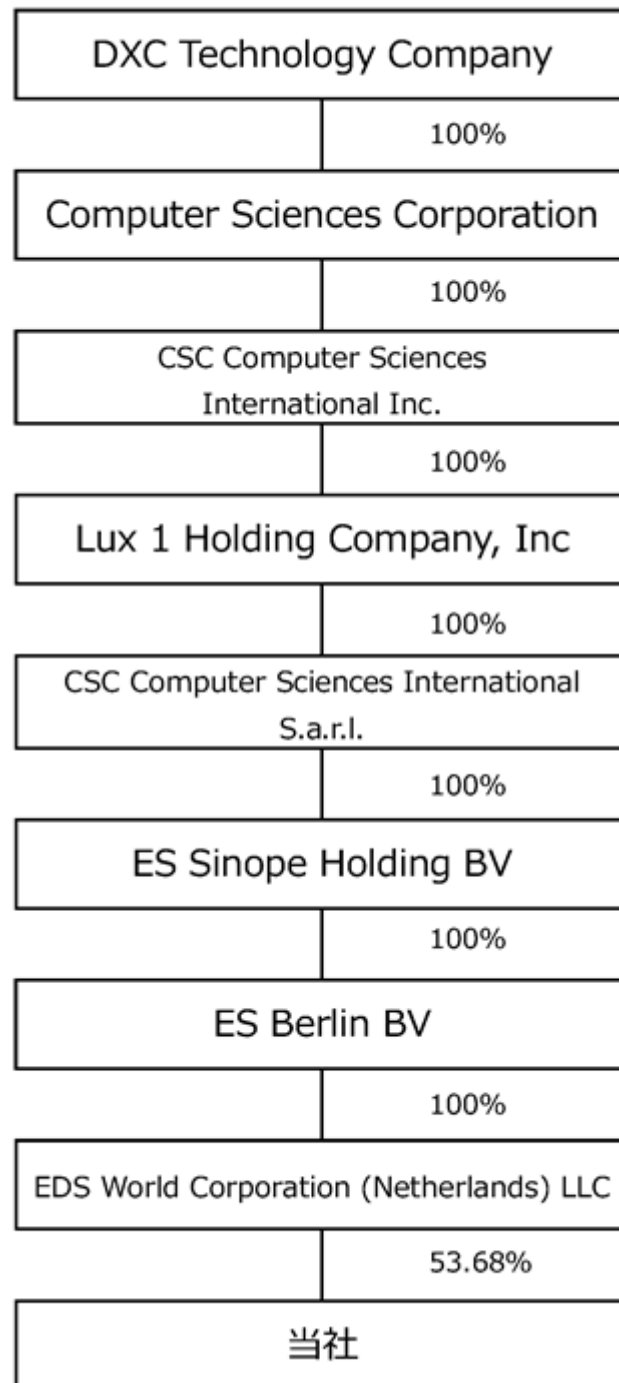 DXC Technology Company
100%
Computer Sciences Corporation
100%
CSC Computer Sciences
International Inc.
100%
Lux 1 Holding Company, Inc
100%
CSC Computer Sciences International
S.a.r.l.
100%
ES Sinope Holding BV
100%
ES Berlin BV
100%
EDS World Corporation (Netherlands) LLC
53.68%
当社